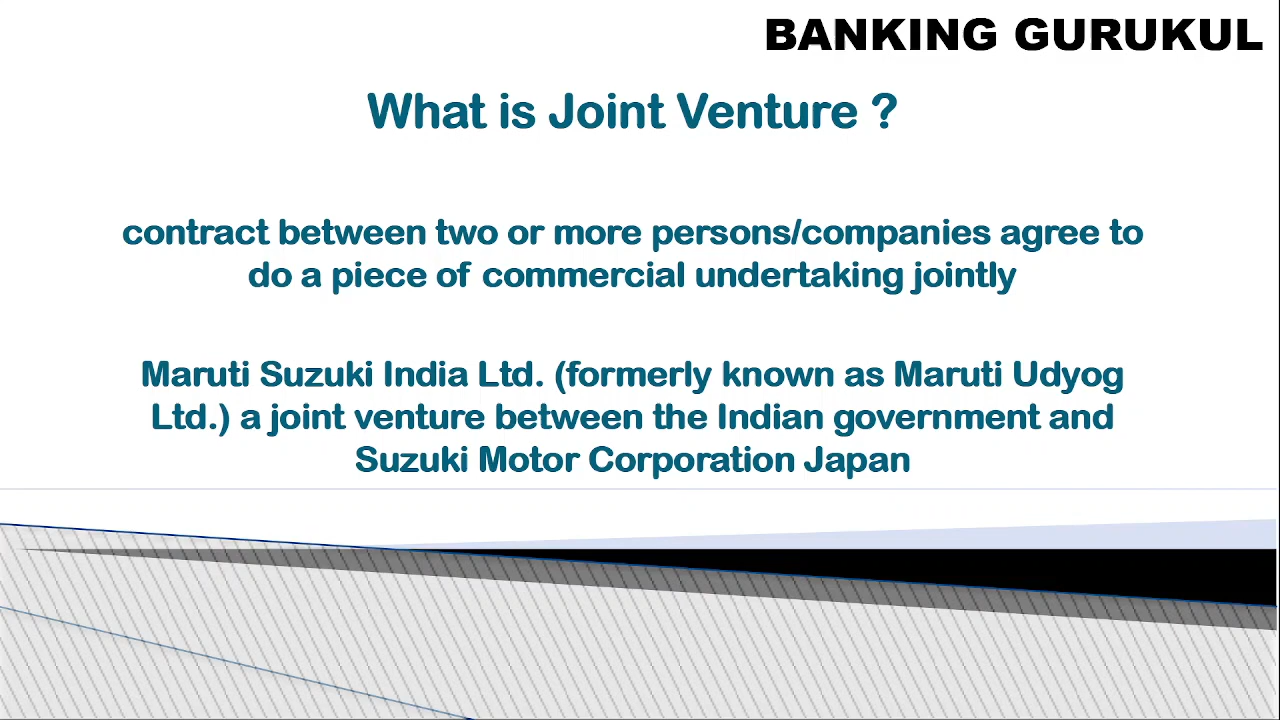 BANKING GURUKUL
What is Joint Venture ?
contract between two or more persons/companies agree to
do a piece of commercial undertaking jointly
Maruti Suzuki India Ltd. (formerly known as Maruti Udyog
Ltd.) a joint venture between the Indian government and
Suzuki Motor Corporation Japan